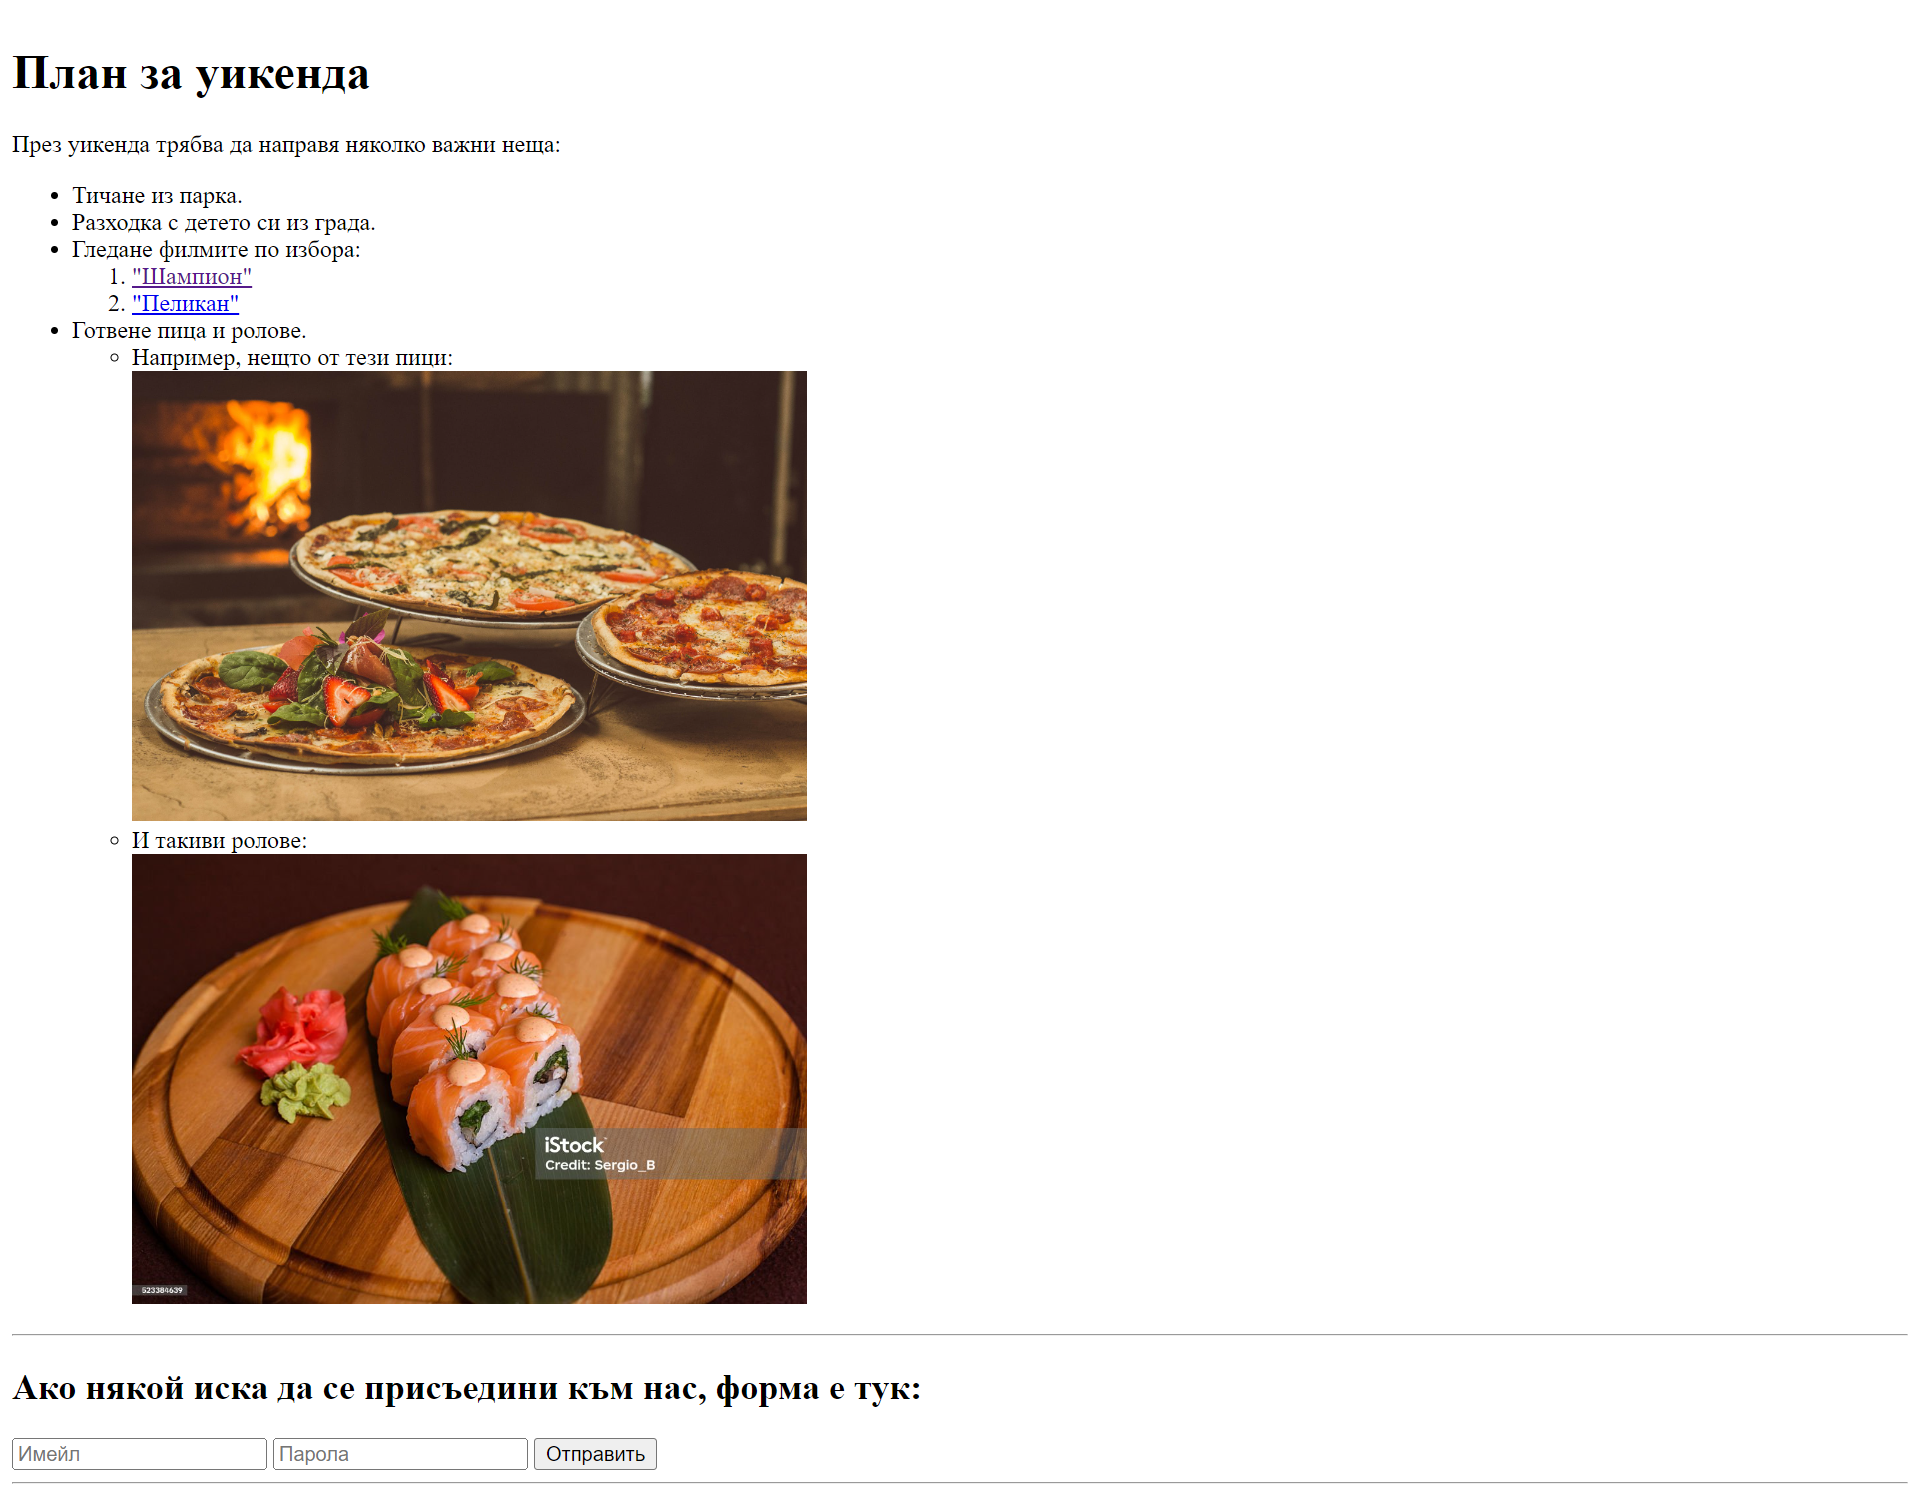 План за уикенда
През уикенда трябва да направя няколко важни неща:
• Тичане из парка.
• Разходка с детето си из града.
• Гледане филмите по избора:
1. "Шампион"
2. "Пеликан"
• Готвене пица и ролове.
◦ Например, нещто от тези пици:
◦ И такиви ролове:
iStock
Credit: Sergio_B
523384639
Ако някой иска да се присъедини към нас, форма е тук:
Имейл Парола Отправить